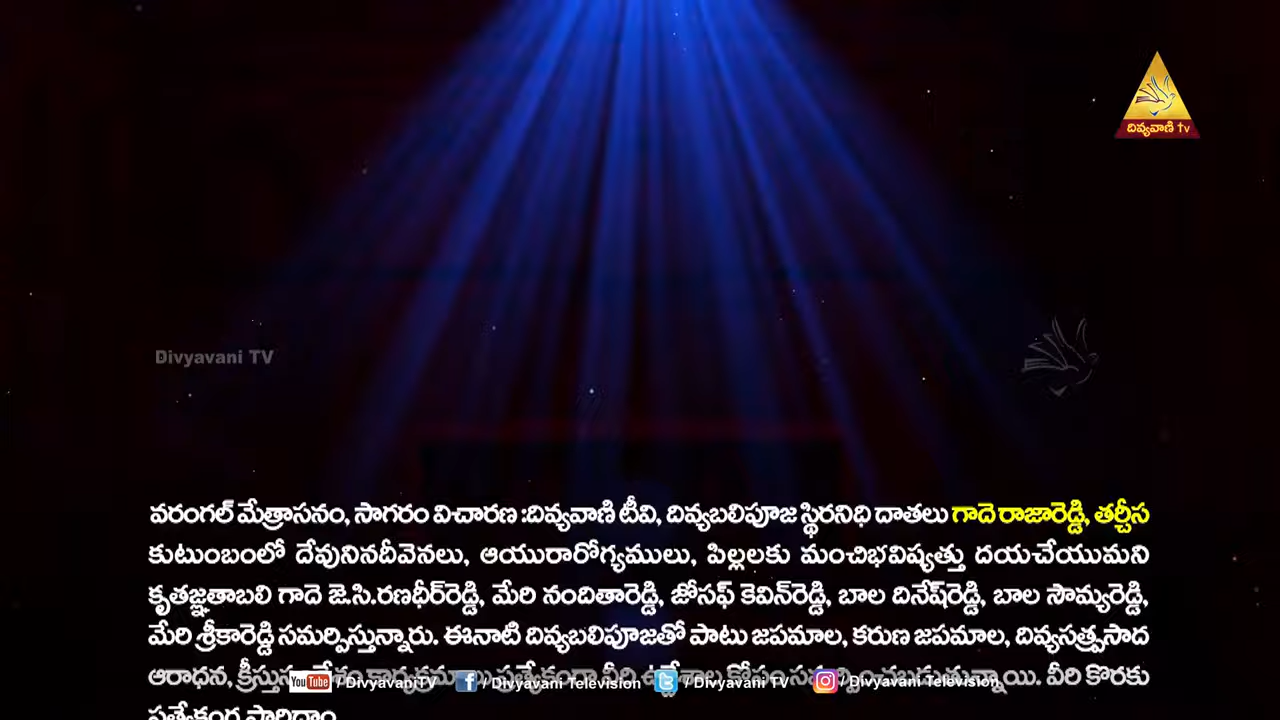 దివ్యవాణి tv
Divyavani TV
వరంగల్ మేత్రాసనం, సాగరం విచారణ :దివ్యవాణి టీవి, దివ్యబలిపూజ స్థిరనిధి దాతలు గాదె రాజారెడ్డి, తర్చీస
కుటుంబంలో దేవునిదీవెనలు, ఆయురారోగ్యములు, పిల్లలకు మంచిభవిష్యత్తు దయచేయుమని
కృతజ్ఞతాబలి గాదె జె.సి.రణధీర్‌రెడ్డి, మేరి నందితారెడ్డి, జోసఫ్ కెవిన్‌రెడ్డి, బాల దినేష్‌రెడ్డి, బాల సౌమ్యరెడ్డి,
మేరి శ్రీకారెడ్డి సమర్పిస్తున్నారు. ఈనాటి దివ్యబలిపూజతో పాటు జపమాల, కరుణ జపమాల, దివ్యసత్ప్రసాద
ఆరాధన, వీరి కొరకు
YouTube / DivyavaniTV / Divyavani Television / Divyavani TV / Divyavani Television